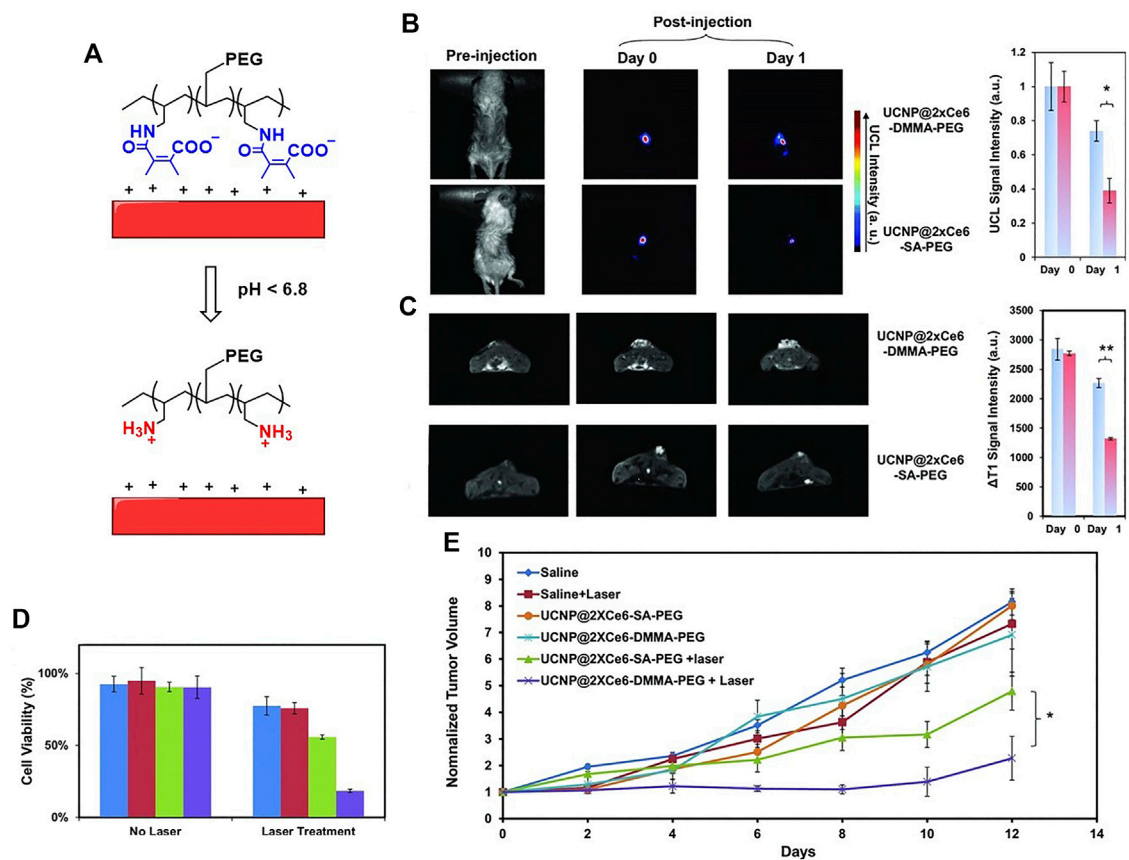 A
PEG
NH
O
COO⁻
NH
O
COO⁻
+ + + + + + +
pH < 6.8
PEG
H3N
+
NH3
+
+ + + + + + +
B
Post-injection
Pre-injection
Day 0
Day 1
UCL Intensity (a. u.)
UCNP@2xCe6
-DMMA-PEG
UCNP@2xCe6
-SA-PEG
UCL Signal Intensity (a.u.)
1.2
1
0.8
0.6
0.4
0.2
0
*
Day 0
Day 1
C
UCNP@2xCe6
-DMMA-PEG
UCNP@2xCe6
-SA-PEG
ΔT1 Signal Intensity (a.u.)
3500
3000
2500
2000
1500
1000
500
0
**
Day 0
Day 1
D
Cell Viability (%)
100%
50%
0%
No Laser
Laser Treatment
E
Nomnalized Tumor Volume
10
9
8
7
6
5
4
3
2
1
0
Saline
Saline+Laser
UCNP@2XCe6-SA-PEG
UCNP@2XCe6-DMMA-PEG
UCNP@2XCe6-SA-PEG +laser
UCNP@2XCe6-DMMA-PEG + Laser
*
0 2 4 6 8 10 12 14
Days